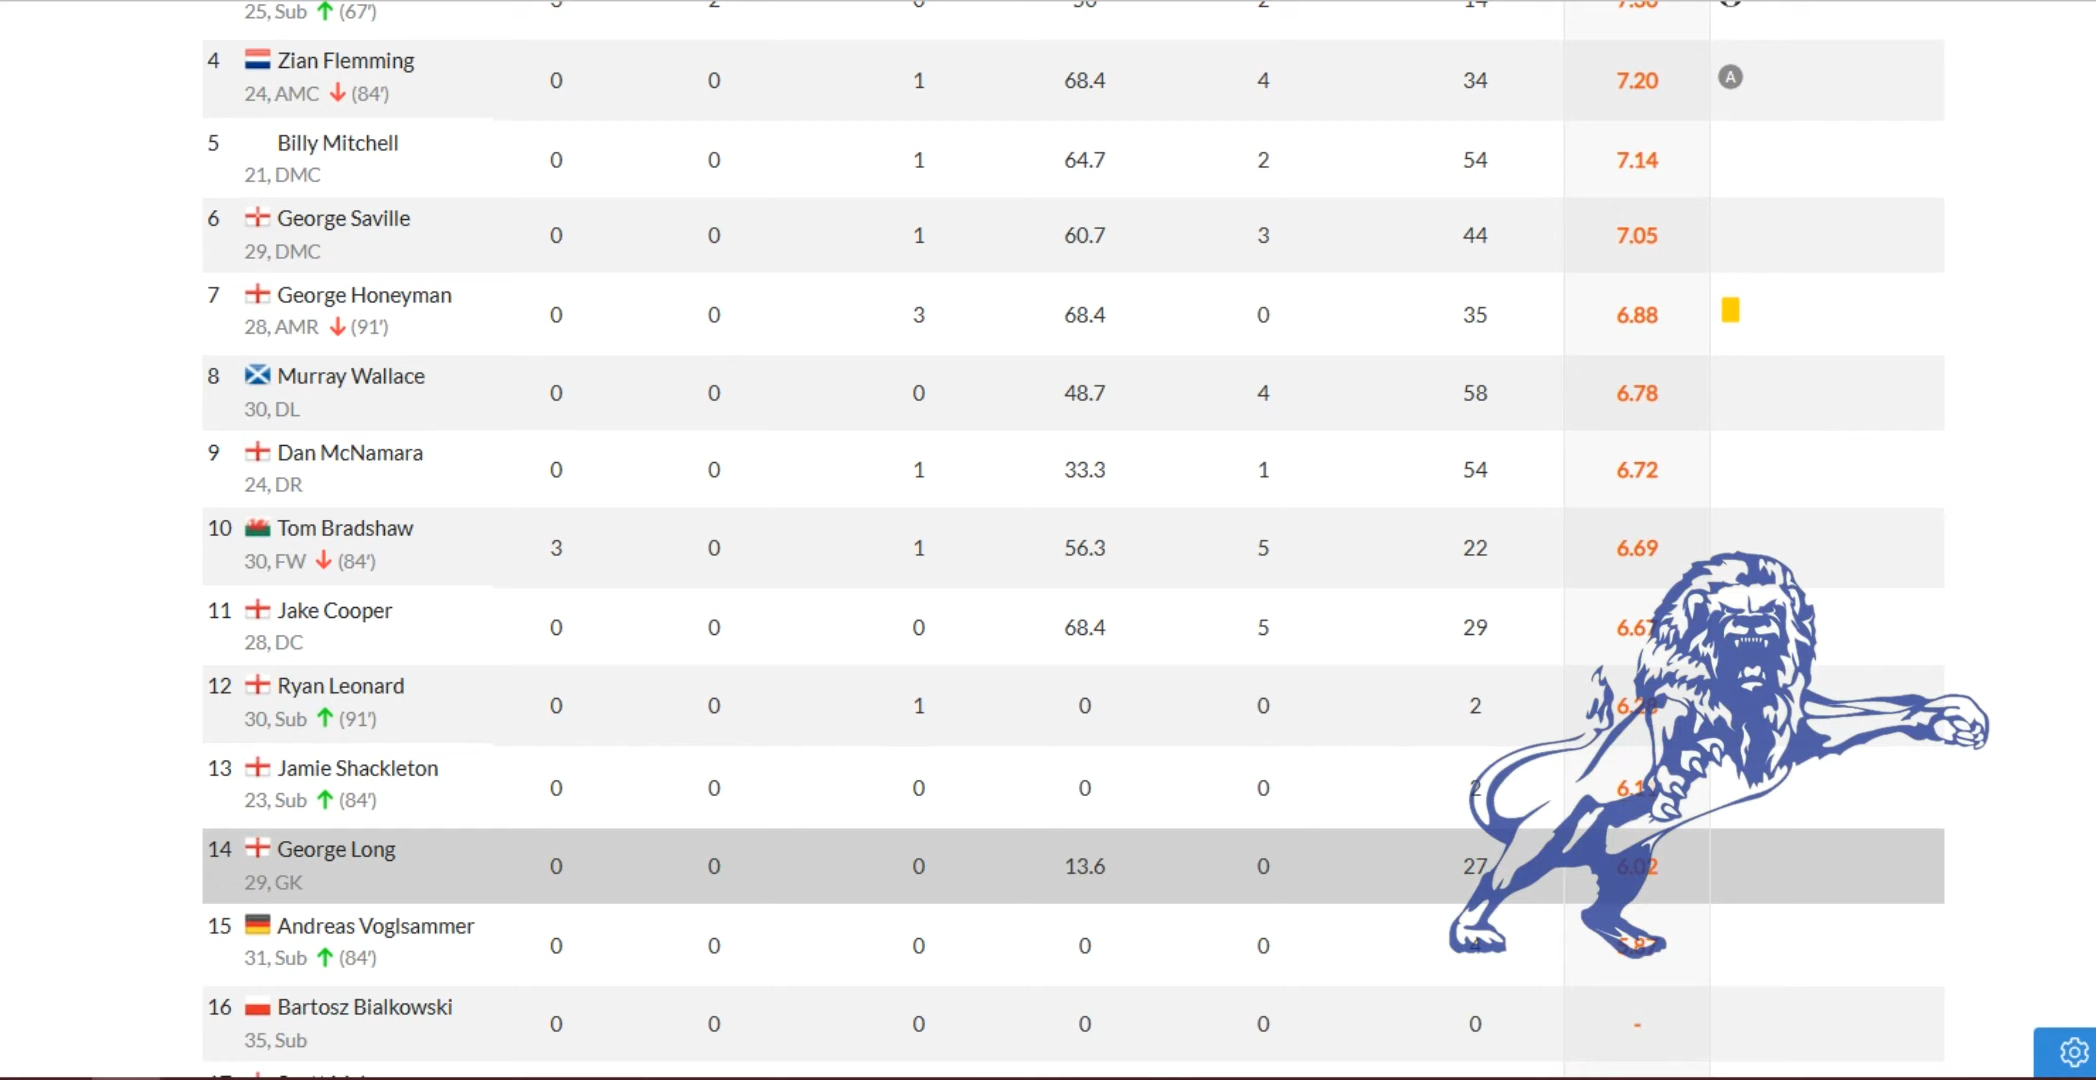 25, Sub (67')
4 Zian Flemming 0 0 1 68.4 4 34 7.20 A
24, AMC (84')
5 Billy Mitchell 0 0 1 64.7 2 54 7.14
21, DMC
6 George Saville 0 0 1 60.7 3 44 7.05
29, DMC
7 George Honeyman 0 0 3 68.4 0 35 6.88
28, AMR (91')
8 Murray Wallace 0 0 0 48.7 4 58 6.78
30, DL
9 Dan McNamara 0 0 1 33.3 1 54 6.72
24, DR
10 Tom Bradshaw 3 0 1 56.3 5 22 6.69
30, FW (84')
11 Jake Cooper 0 0 0 68.4 5 29 6.67
28, DC
12 Ryan Leonard 0 0 1 0 0 2
30, Sub (91')
13 Jamie Shackleton 0 0 0 0 0 2
23, Sub (84')
14 George Long 0 0 0 13.6 0 27 6.02
29, GK
15 Andreas Voglsammer 0 0 0 0 0 4 5.87
31, Sub (84')
16 Bartosz Bialkowski 0 0 0 0 0 0 -
35, Sub